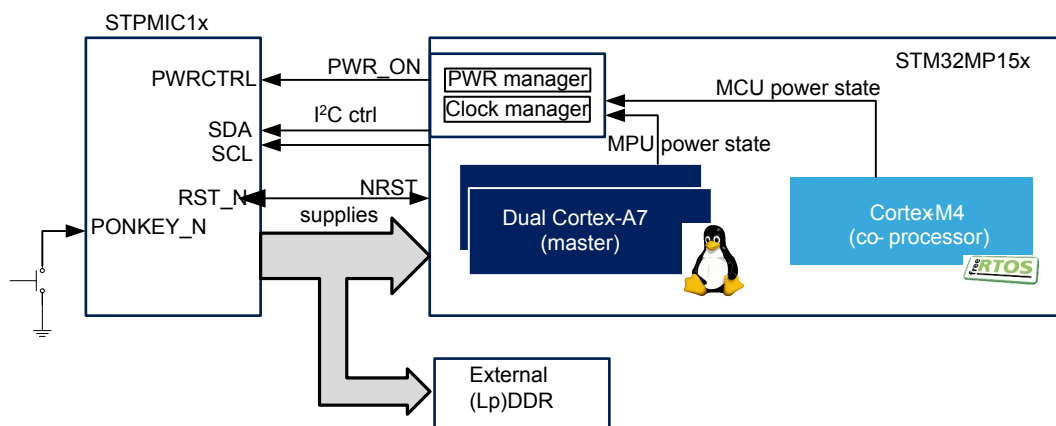 STPMIC1x
STM32MP15x
PWRCTRL
PWR_ON
PWR manager
Clock manager
MCU power state
I²C ctrl
SDA
SCL
MPU power state
RST_N
NRST
supplies
PONKEY_N
Dual Cortex-A7
(master)
Cortex-M4
(co- processor)
free RTOS
External
(Lp)DDR